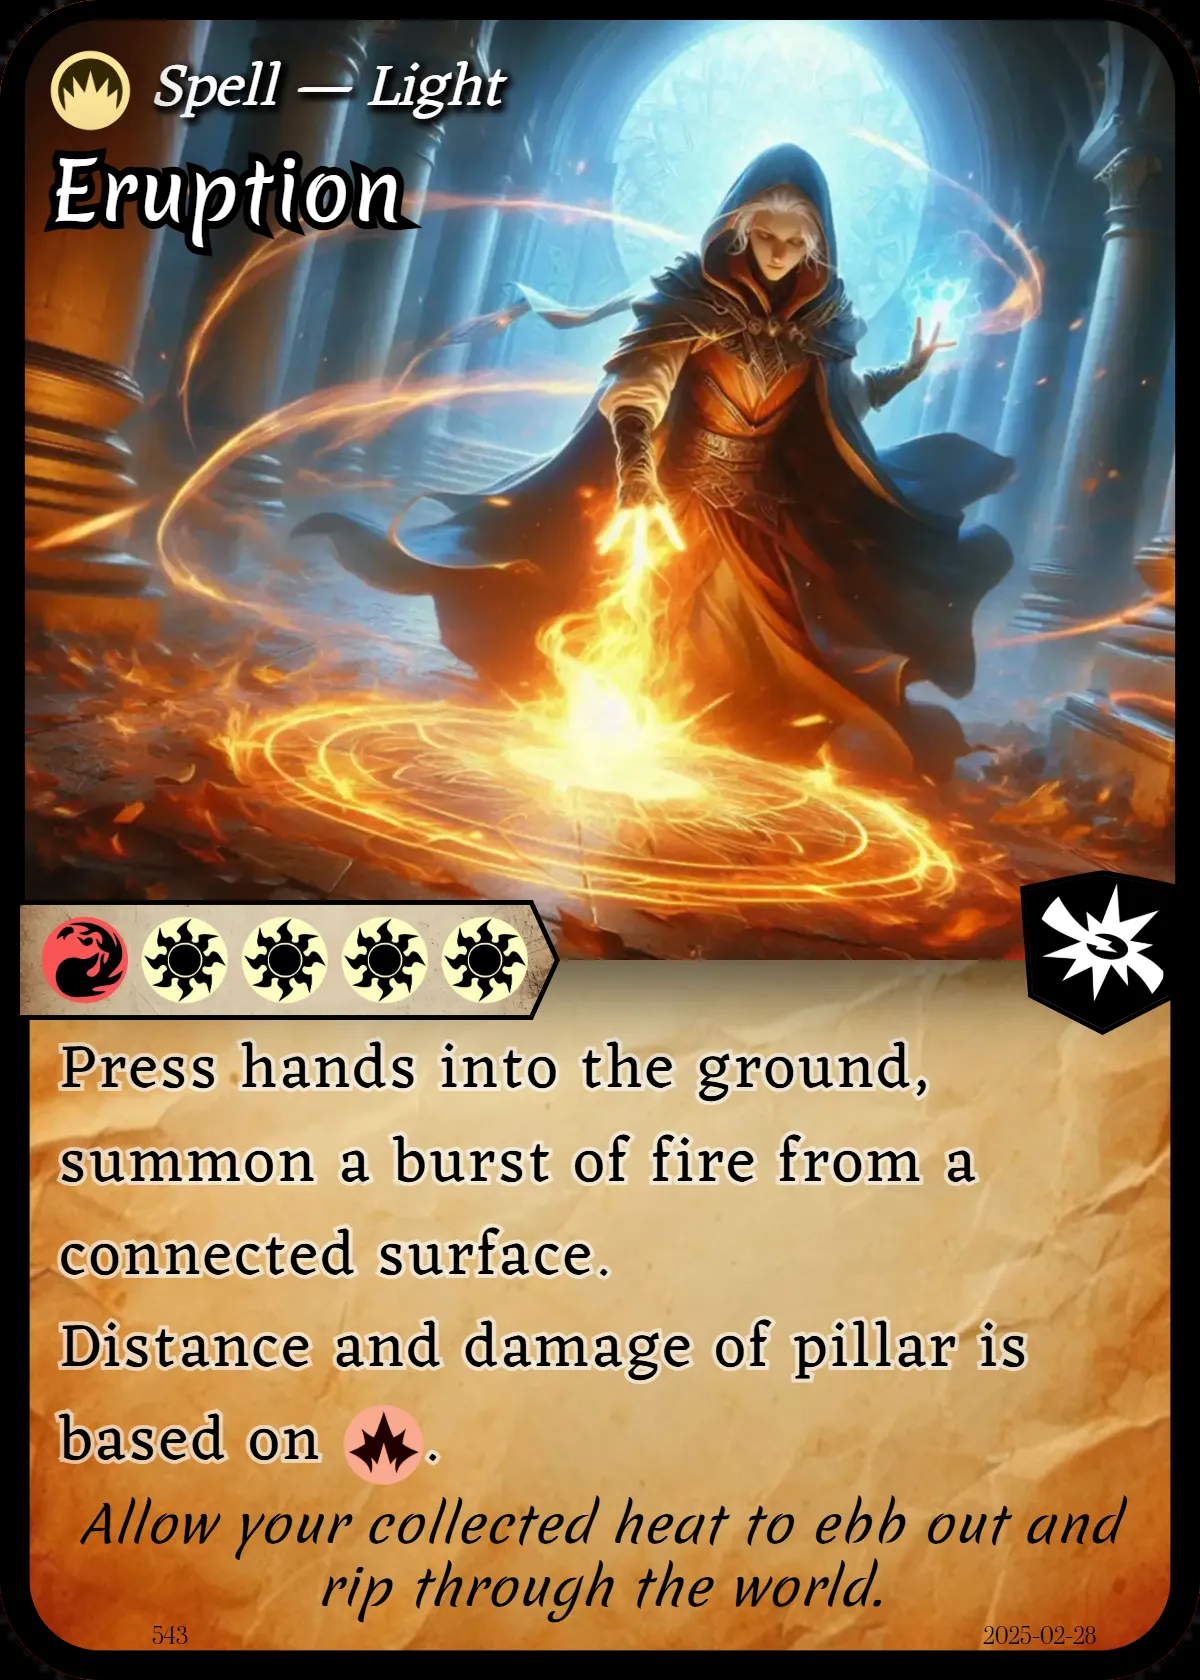 Spell — Light
Eruption
Press hands into the ground,
summon a burst of fire from a
connected surface.
Distance and damage of pillar is
based on .
Allow your collected heat to ebb out and
rip through the world.
543
2025-02-28